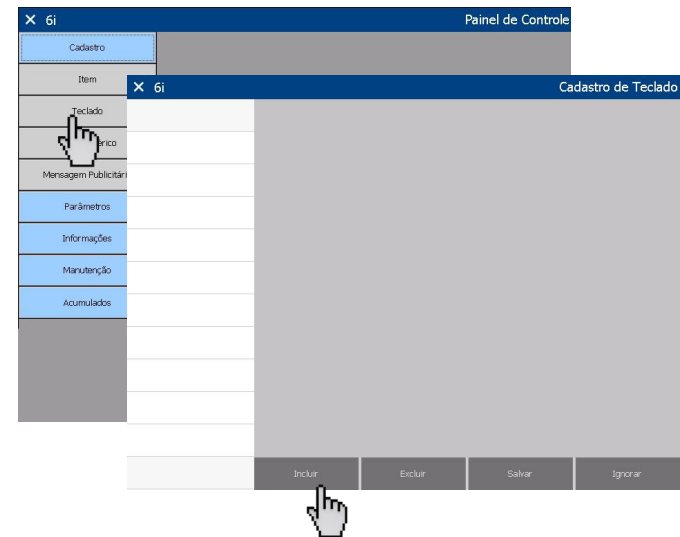 6i
Painel de Controle
Cadastro
Item
Teclado
Mensagem Publicitári
Parâmetros
Informações
Manutenção
Acumulados
6i
Cadastro de Teclado
Incluir
Excluir
Salvar
Ignorar